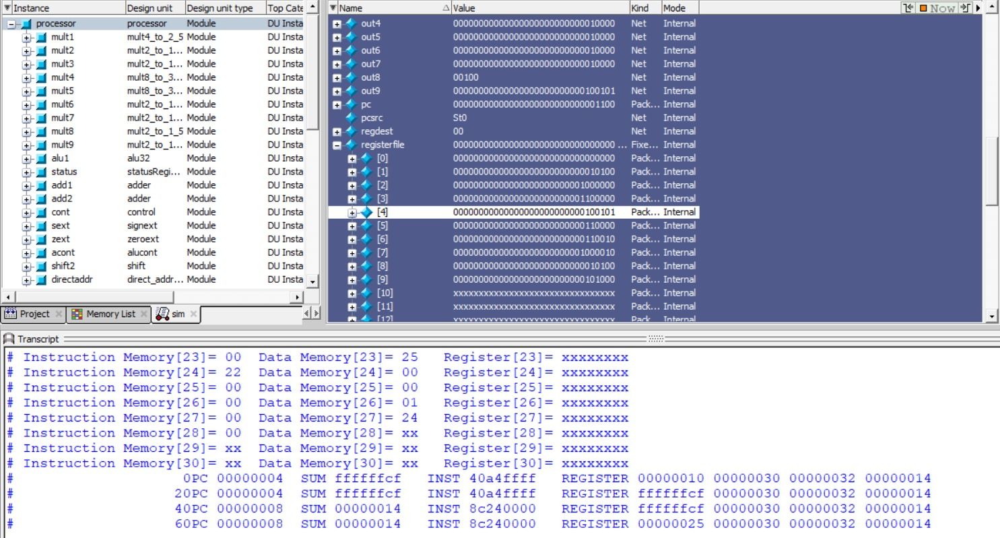 Instance Design unit Design unit type Top Cate
processor processor Module DU Insta
mult1 mult4_to_2_5 Module DU Insta
mult2 mult2_to_1... Module DU Insta
mult3 mult2_to_1... Module DU Insta
mult4 mult8_to_3... Module DU Insta
mult5 mult8_to_3... Module DU Insta
mult6 mult2_to_1... Module DU Insta
mult7 mult2_to_1... Module DU Insta
mult8 mult2_to_1_5 Module DU Insta
mult9 mult2_to_1... Module DU Insta
alu1 alu32 Module DU Insta
status statusRegi... Module DU Insta
add1 adder Module DU Insta
add2 adder Module DU Insta
cont control Module DU Insta
sext signext Module DU Insta
zext zeroext Module DU Insta
acont alucont Module DU Insta
shift2 shift Module DU Insta
directaddr direct_addr... Module DU Insta
Project Memory List sim
Name Value Kind Mode Now
out4 00000000000000000000000000010000 Net Internal
out5 00000000000000000000000000010000 Net Internal
out6 00000000000000000000000000010000 Net Internal
out7 00000000000000000000000000010000 Net Internal
out8 00100 Net Internal
out9 00000000000000000000000000100101 Net Internal
pc 00000000000000000000000000001100 Pack... Internal
pcsrc St0 Net Internal
regdest 00 Net Internal
registerfile 00000000000000000000000000000000 ... Fixe... Internal
[0] 00000000000000000000000000000000 Pack... Internal
[1] 00000000000000000000000000010100 Pack... Internal
[2] 00000000000000000000000001000000 Pack... Internal
[3] 00000000000000000000000001100000 Pack... Internal
[4] 00000000000000000000000000100101 Pack... Internal
[5] 00000000000000000000000000110000 Pack... Internal
[6] 00000000000000000000000000110010 Pack... Internal
[7] 00000000000000000000000001000010 Pack... Internal
[8] 00000000000000000000000000010100 Pack... Internal
[9] 00000000000000000000000000101000 Pack... Internal
[10] xxxxxxxxxxxxxxxxxxxxxxxxxxxxxxxx Pack... Internal
[11] xxxxxxxxxxxxxxxxxxxxxxxxxxxxxxxx Pack... Internal
[12] xxxxxxxxxxxxxxxxxxxxxxxxxxxxxxxx Pack... Internal
Transcript
# Instruction Memory[23]= 00 Data Memory[23]= 25 Register[23]= xxxxxxxx
# Instruction Memory[24]= 22 Data Memory[24]= 00 Register[24]= xxxxxxxx
# Instruction Memory[25]= 00 Data Memory[25]= 00 Register[25]= xxxxxxxx
# Instruction Memory[26]= 00 Data Memory[26]= 01 Register[26]= xxxxxxxx
# Instruction Memory[27]= 00 Data Memory[27]= 24 Register[27]= xxxxxxxx
# Instruction Memory[28]= 00 Data Memory[28]= xx Register[28]= xxxxxxxx
# Instruction Memory[29]= xx Data Memory[29]= xx Register[29]= xxxxxxxx
# Instruction Memory[30]= xx Data Memory[30]= xx Register[30]= xxxxxxxx
# 0PC 00000004 SUM ffffffcf INST 40a4ffff REGISTER 00000010 00000030 00000032 00000014
# 20PC 00000004 SUM ffffffcf INST 40a4ffff REGISTER ffffffcf 00000030 00000032 00000014
# 40PC 00000008 SUM 00000014 INST 8c240000 REGISTER ffffffcf 00000030 00000032 00000014
# 60PC 00000008 SUM 00000014 INST 8c240000 REGISTER 00000025 00000030 00000032 00000014